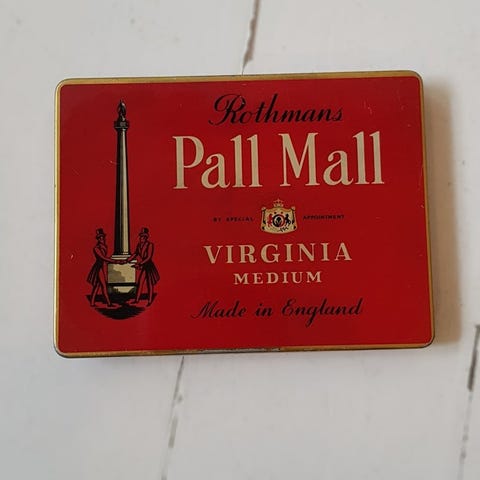 Rothmans
Pall Mall
BY SPECIAL APPOINTMENT
VIRGINIA
MEDIUM
Made in England